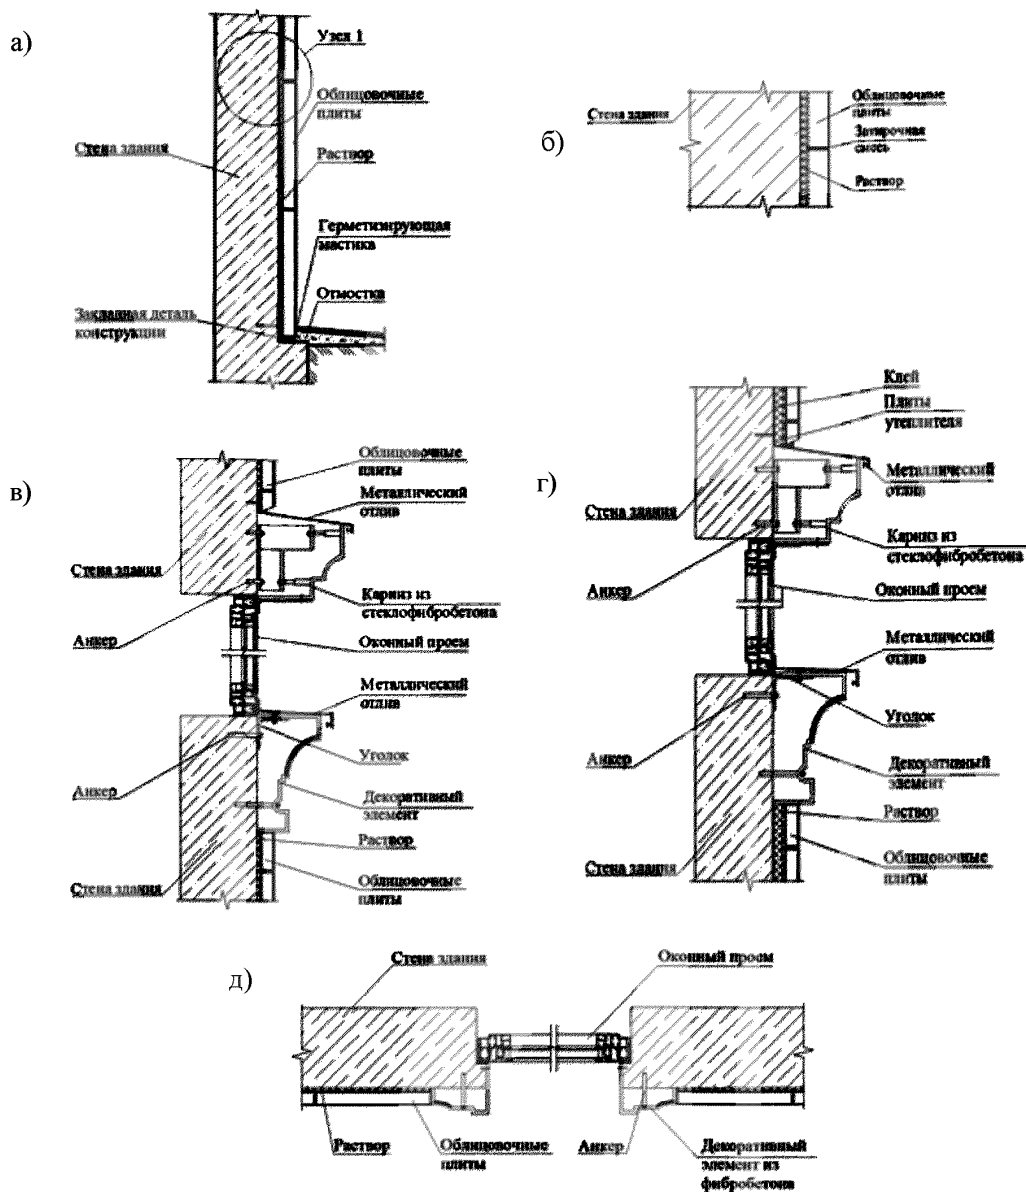 а)
Узел 1
Облицовочные
плиты
Стена здания
Раствор
Герметизирующая
мастика
Отмостка
Закладная деталь
конструкции
б)
Стена здания
Облицовочные
плиты
Затирочная
смесь
Раствор
в)
Облицовочные
плиты
Металлический
отлив
Стена здания
Карниз из
стеклофибробетона
Анкер
Оконный проем
Металлический
отлив
Уголок
Анкер
Декоративный
элемент
Раствор
Стена здания
Облицовочные
плиты
г)
Клей
Плиты
утеплителя
Металлический
отлив
Стена здания
Карниз из
стеклофибробетона
Анкер
Оконный проем
Металлический
отлив
Уголок
Анкер
Декоративный
элемент
Раствор
Стена здания
Облицовочные
плиты
д)
Стена здания
Оконный проем
Раствор
Облицовочные
плиты
Анкер
Декоративный
элемент из
фибробетона